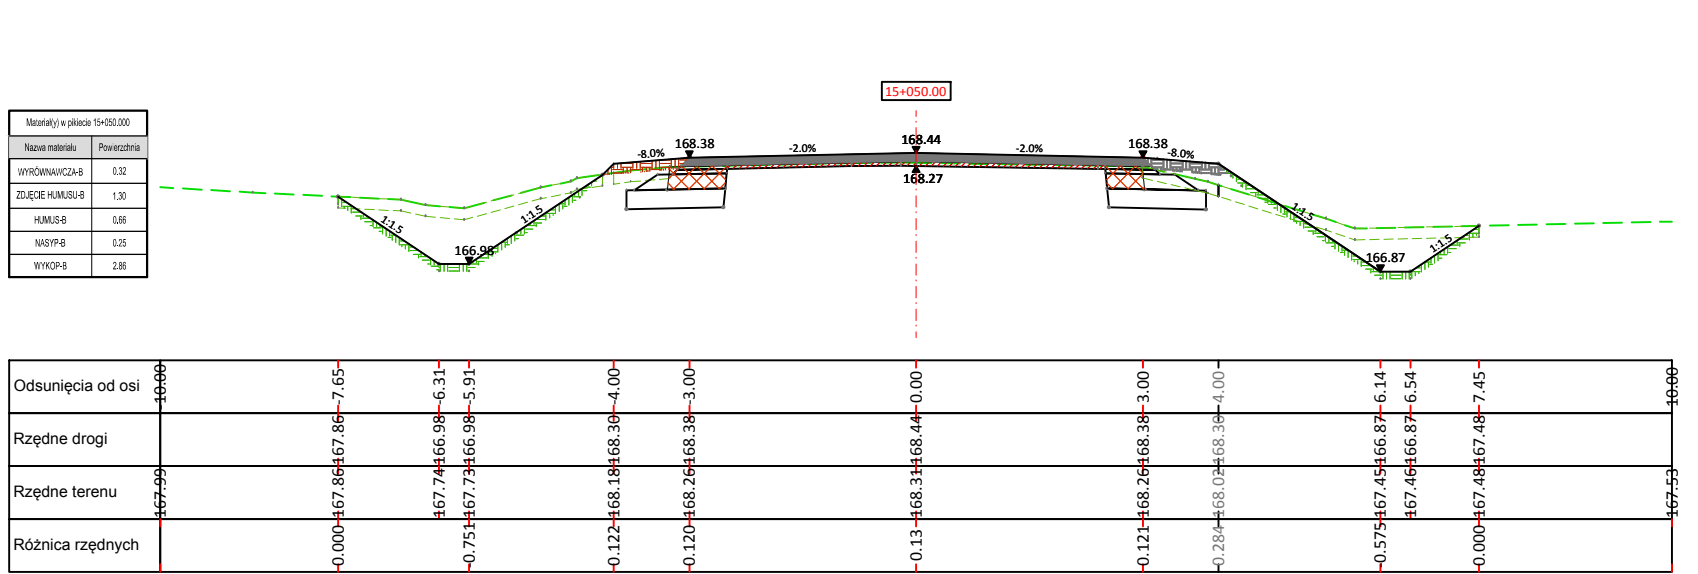 15+050.00
Materiał(y) w pikiecie 15+050.000
Nazwa materiału Powierzchnia
WYRÓWNAWCZA-B 0.32
ZDJĘCIE HUMUSU-B 1.30
HUMUS-B 0.66
NASYP-B 0.25
WYKOP-B 2.86
-8.0% 168.38 -2.0% 168.44 -2.0% 168.38 -8.0%
168.27
1:1.5 166.98 1:1.5 1:1.5 166.87 1:1.5
Odsunięcia od osi -10.00 -7.65 -6.31 -5.91 -4.00 -3.00 0.00 3.00 4.00 6.14 6.54 7.45 10.00
Rzędne drogi 167.86 166.98 166.98 168.30 168.38 168.44 168.38 168.30 166.87 166.87 167.48
Rzędne terenu 167.99 167.86 167.74 167.73 168.18 168.26 168.31 168.26 168.02 167.45 167.46 167.48 167.53
Różnica rzędnych 0.000 -0.751 0.122 0.120 0.13 0.121 0.284 -0.575 0.000